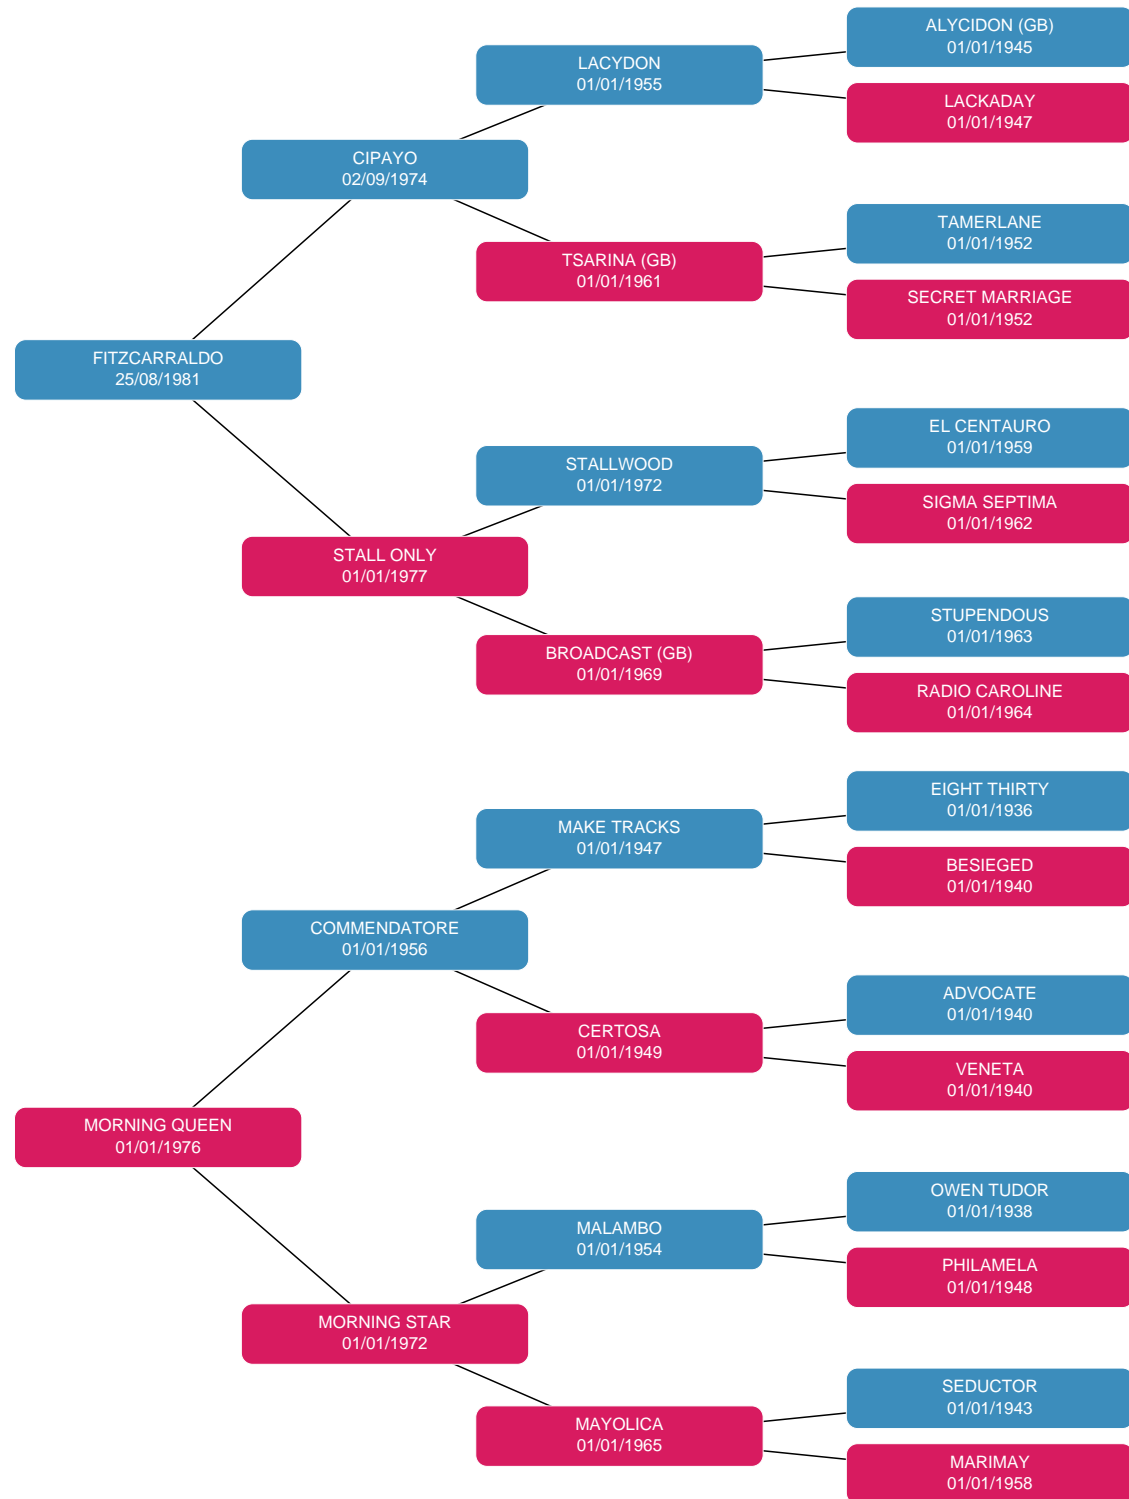 ALYCIDON (GB)
01/01/1945
LACYDON
01/01/1955
LACKADAY
01/01/1947
CIPAYO
02/09/1974
TAMERLANE
01/01/1952
TSARINA (GB)
01/01/1961
SECRET MARRIAGE
01/01/1952
FITZCARRALDO
25/08/1981
EL CENTAURO
01/01/1959
STALLWOOD
01/01/1972
SIGMA SEPTIMA
01/01/1962
STALL ONLY
01/01/1977
STUPENDOUS
01/01/1963
BROADCAST (GB)
01/01/1969
RADIO CAROLINE
01/01/1964
EIGHT THIRTY
01/01/1936
MAKE TRACKS
01/01/1947
BESIEGED
01/01/1940
COMMENDATORE
01/01/1956
ADVOCATE
01/01/1940
CERTOSA
01/01/1949
VENETA
01/01/1940
MORNING QUEEN
01/01/1976
OWEN TUDOR
01/01/1938
MALAMBO
01/01/1954
PHILAMELA
01/01/1948
MORNING STAR
01/01/1972
SEDUCTOR
01/01/1943
MAYOLICA
01/01/1965
MARIMAY
01/01/1958